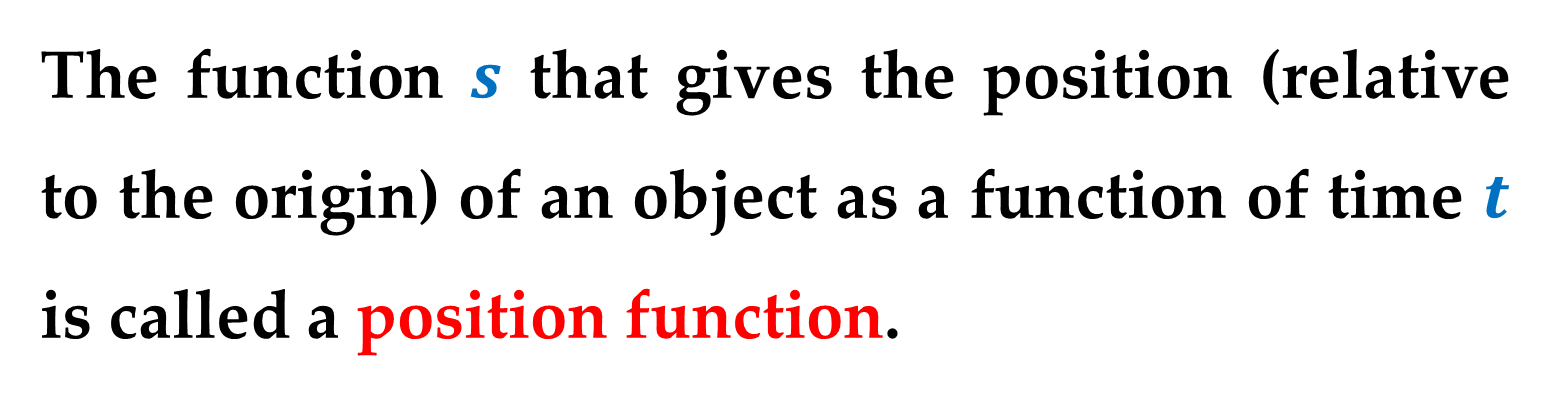 The function s that gives the position (relative
to the origin) of an object as a function of time t
is called a position function.